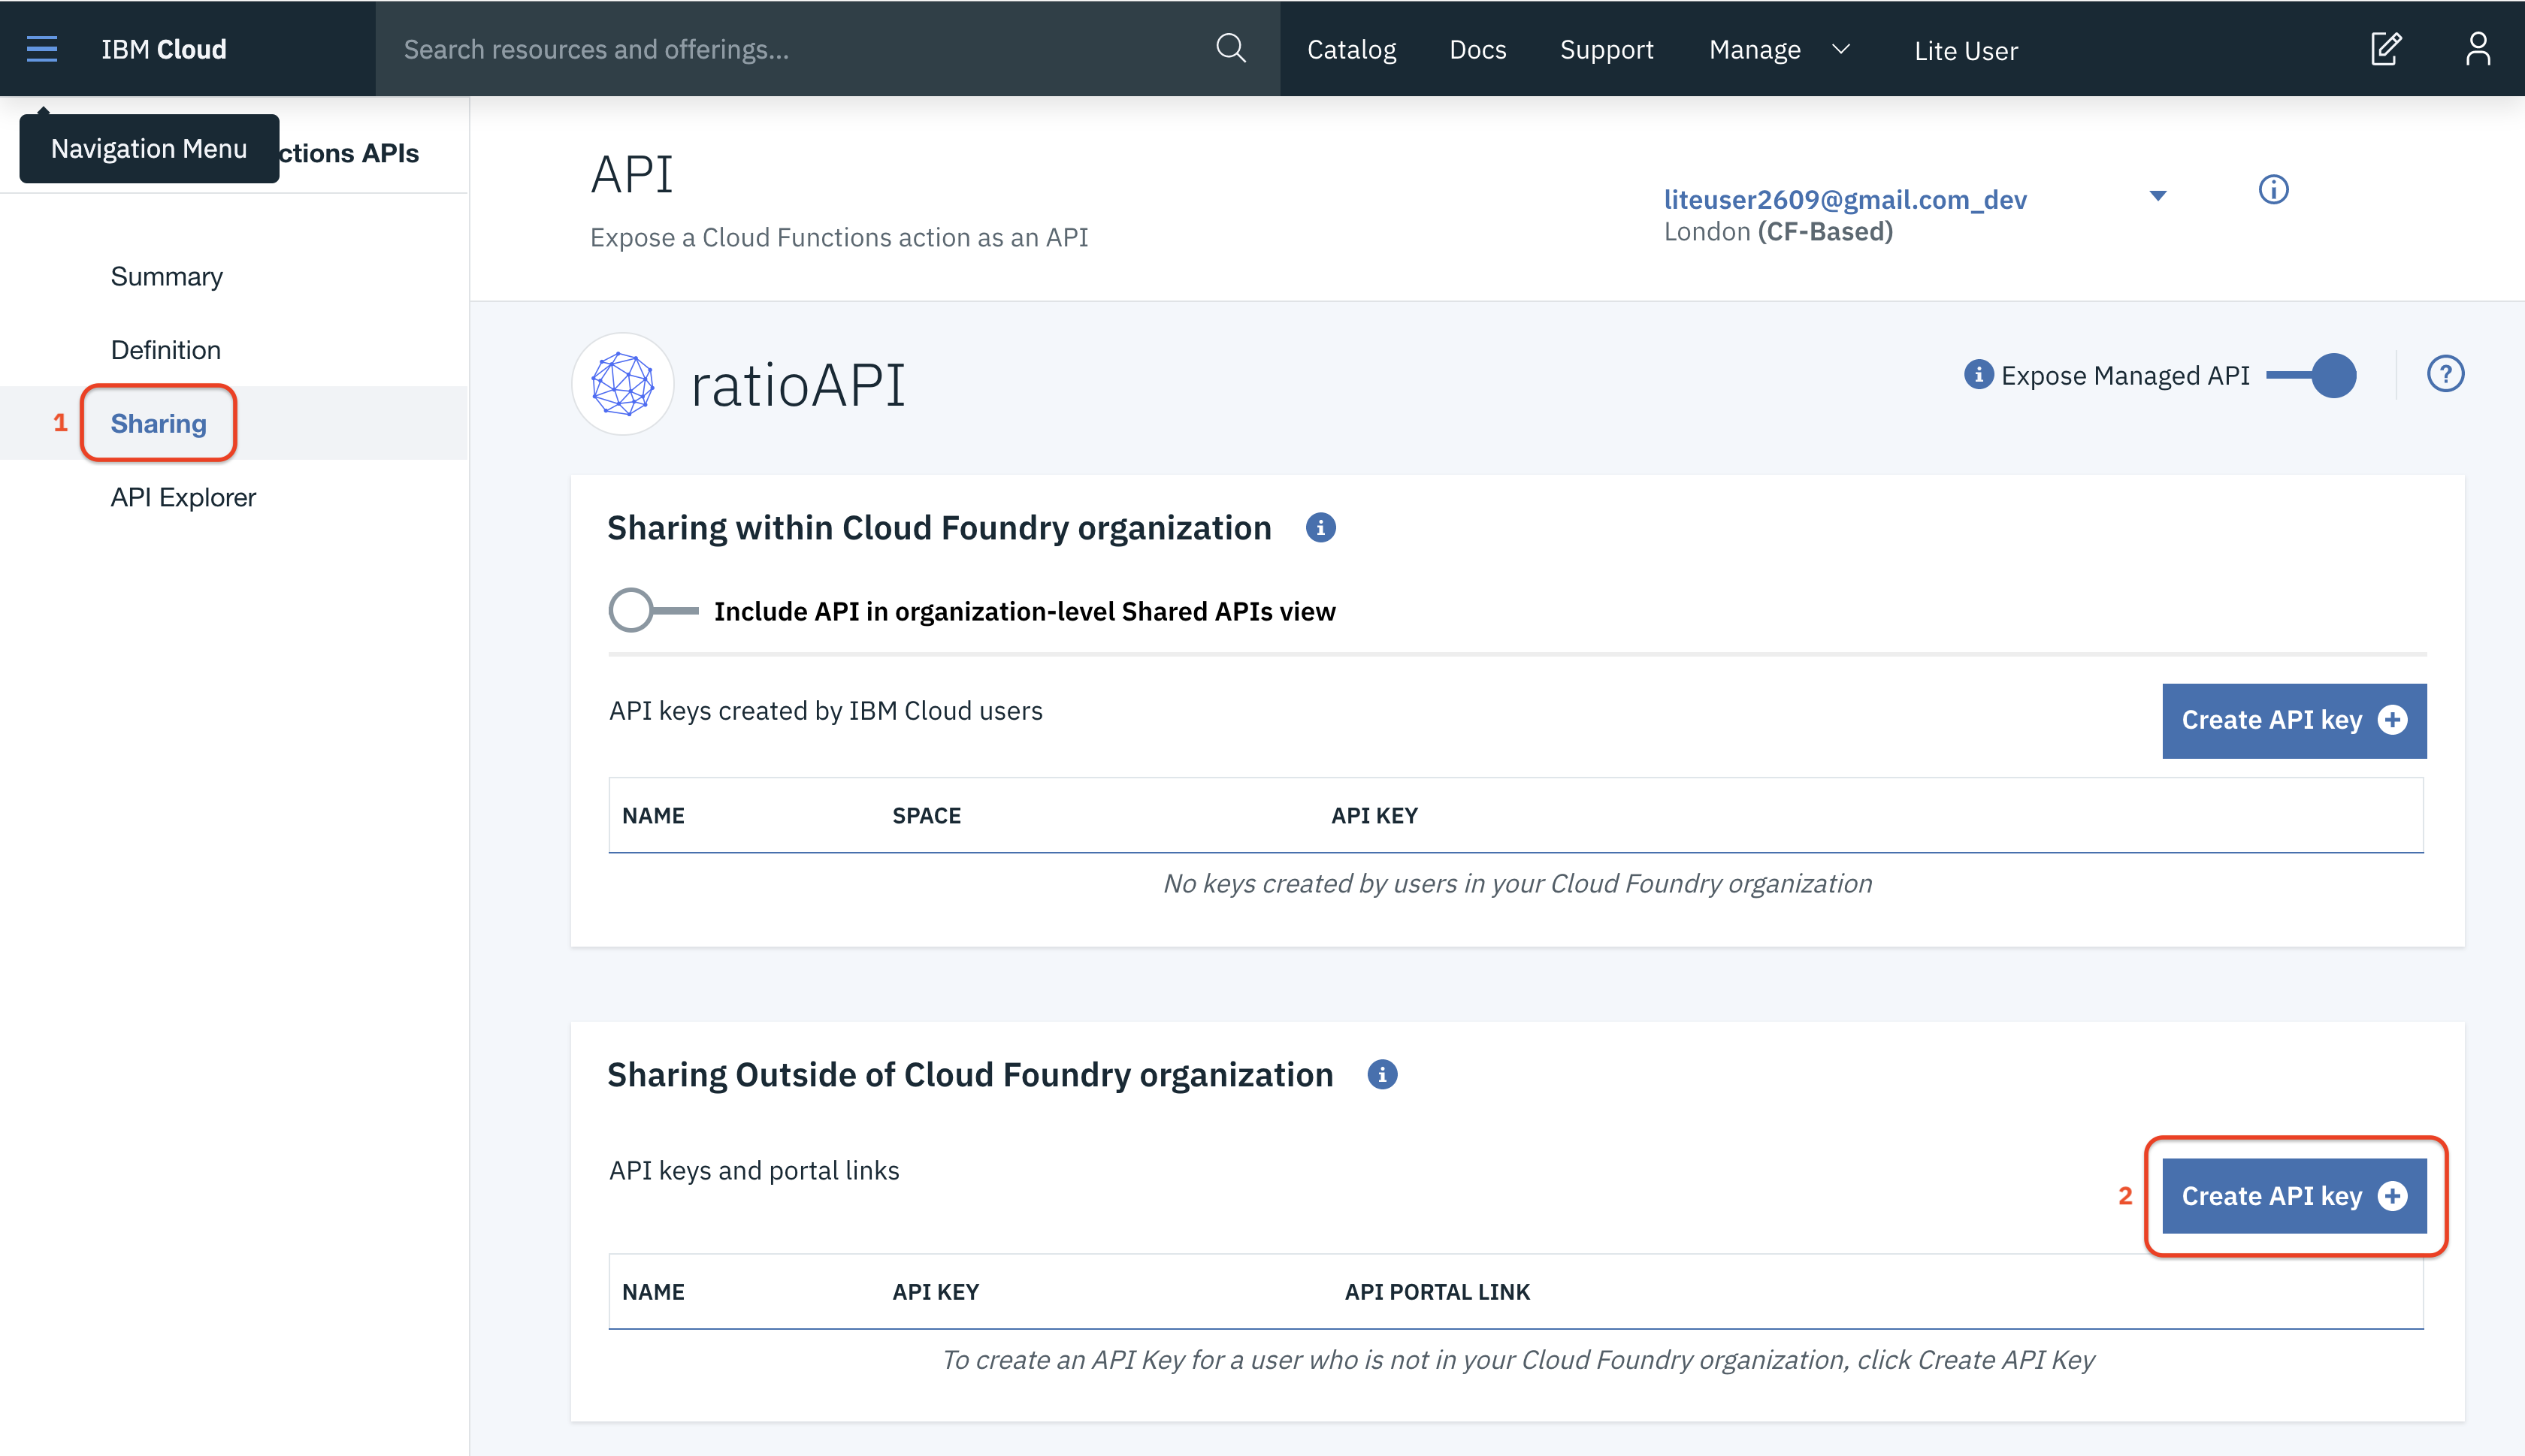 IBM Cloud
Search resources and offerings...
Catalog
Docs
Support
Manage
Lite User
Navigation Menu
ctions APIs
Summary
Definition
1
Sharing
API Explorer
API
Expose a Cloud Functions action as an API
liteuser2609@gmail.com_dev
London (CF-Based)
ratioAPI
Expose Managed API
Sharing within Cloud Foundry organization
Include API in organization-level Shared APIs view
API keys created by IBM Cloud users
Create API key
NAME
SPACE
API KEY
No keys created by users in your Cloud Foundry organization
Sharing Outside of Cloud Foundry organization
API keys and portal links
2
Create API key
NAME
API KEY
API PORTAL LINK
To create an API Key for a user who is not in your Cloud Foundry organization, click Create API Key